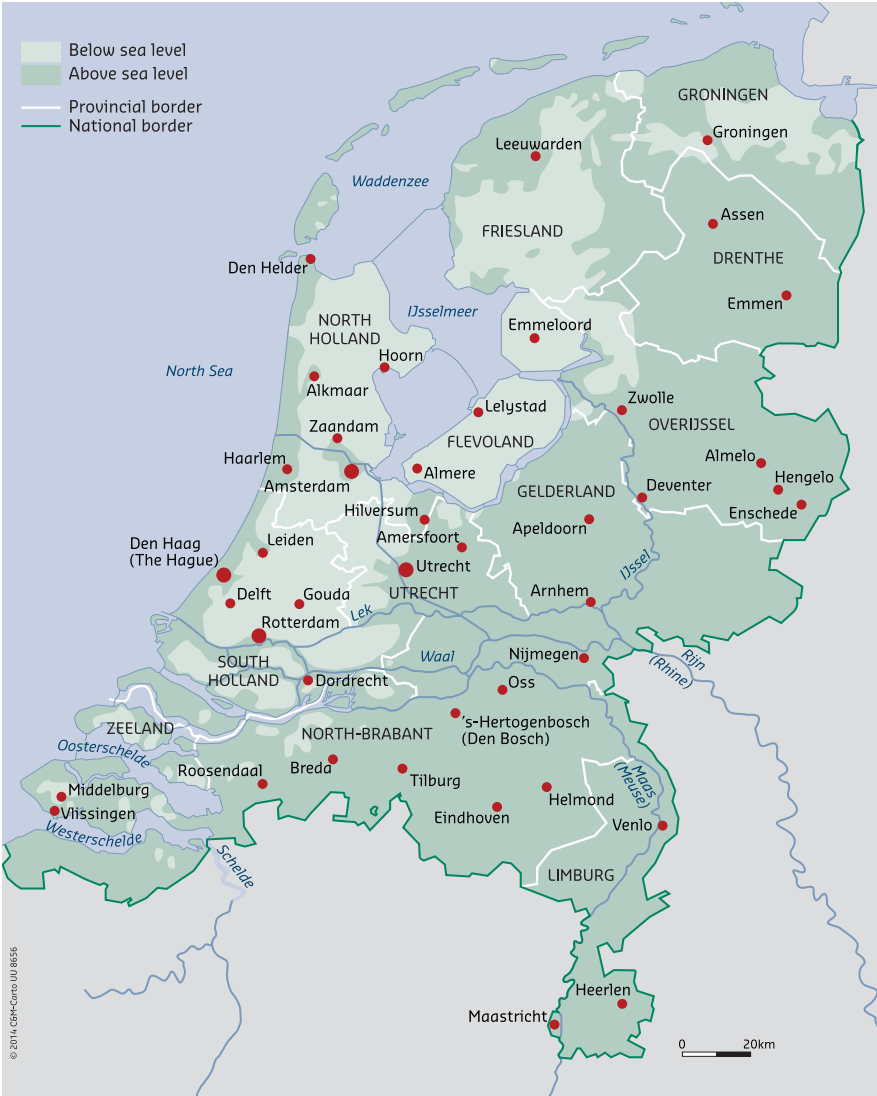 Below sea level
Above sea level
Provincial border
National border
GRONINGEN
Groningen
Leeuwarden
Waddenzee
Assen
FRIESLAND
DRENTHE
Den Helder
Emmen
IJsselmeer
NORTH
HOLLAND
Emmeloord
Hoorn
North Sea
Alkmaar
Zwolle
Lelystad
OVERIJSSEL
Zaandam
FLEVOLAND
Haarlem
Almelo
Almere
Hengelo
Amsterdam
Deventer
GELDERLAND
Hilversum
Enschede
Apeldoorn
Amersfoort
Leiden
Den Haag
(The Hague)
Utrecht
IJssel
Delft
Gouda
UTRECHT
Arnhem
Lek
Rotterdam
Waal
Nijmegen
Rijn
(Rhine)
SOUTH
HOLLAND
Dordrecht
Oss
ZEELAND
's-Hertogenbosch
(Den Bosch)
NORTH-BRABANT
Oosterschelde
Roosendaal
Breda
Tilburg
Maas
(Meuse)
Middelburg
Helmond
Vlissingen
Eindhoven
Venlo
Westerschelde
Schelde
LIMBURG
Heerlen
Maastricht
0 20km
© 2014 C&M-Carto UU 8656